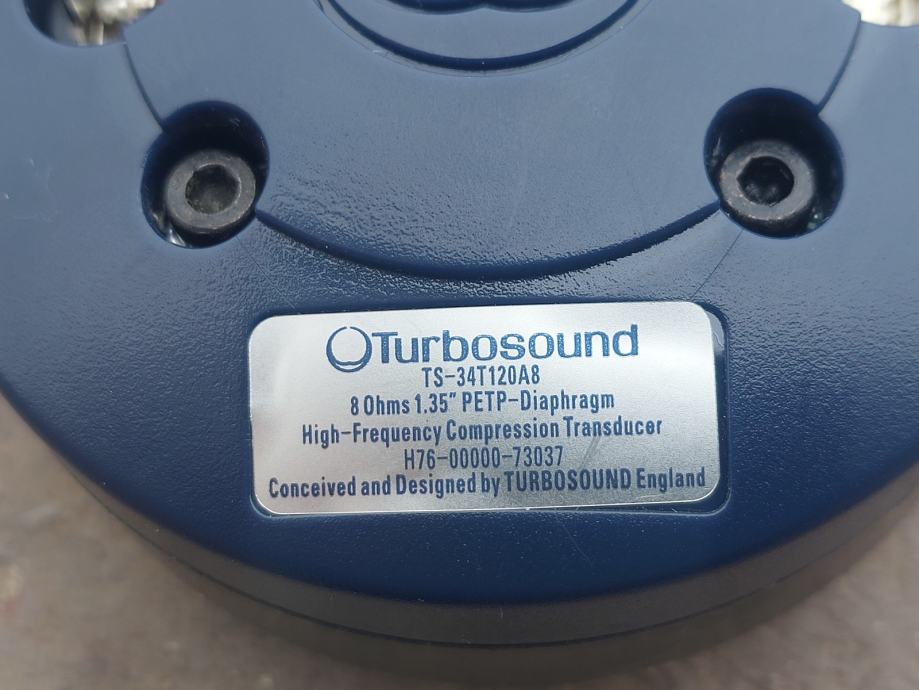 Turbosound
TS-34T120A8
8 Ohms 1.35" PETP-Diaphragm
High-Frequency Compression Transducer
H76-00000-73037
Conceived and Designed by TURBOSOUND England